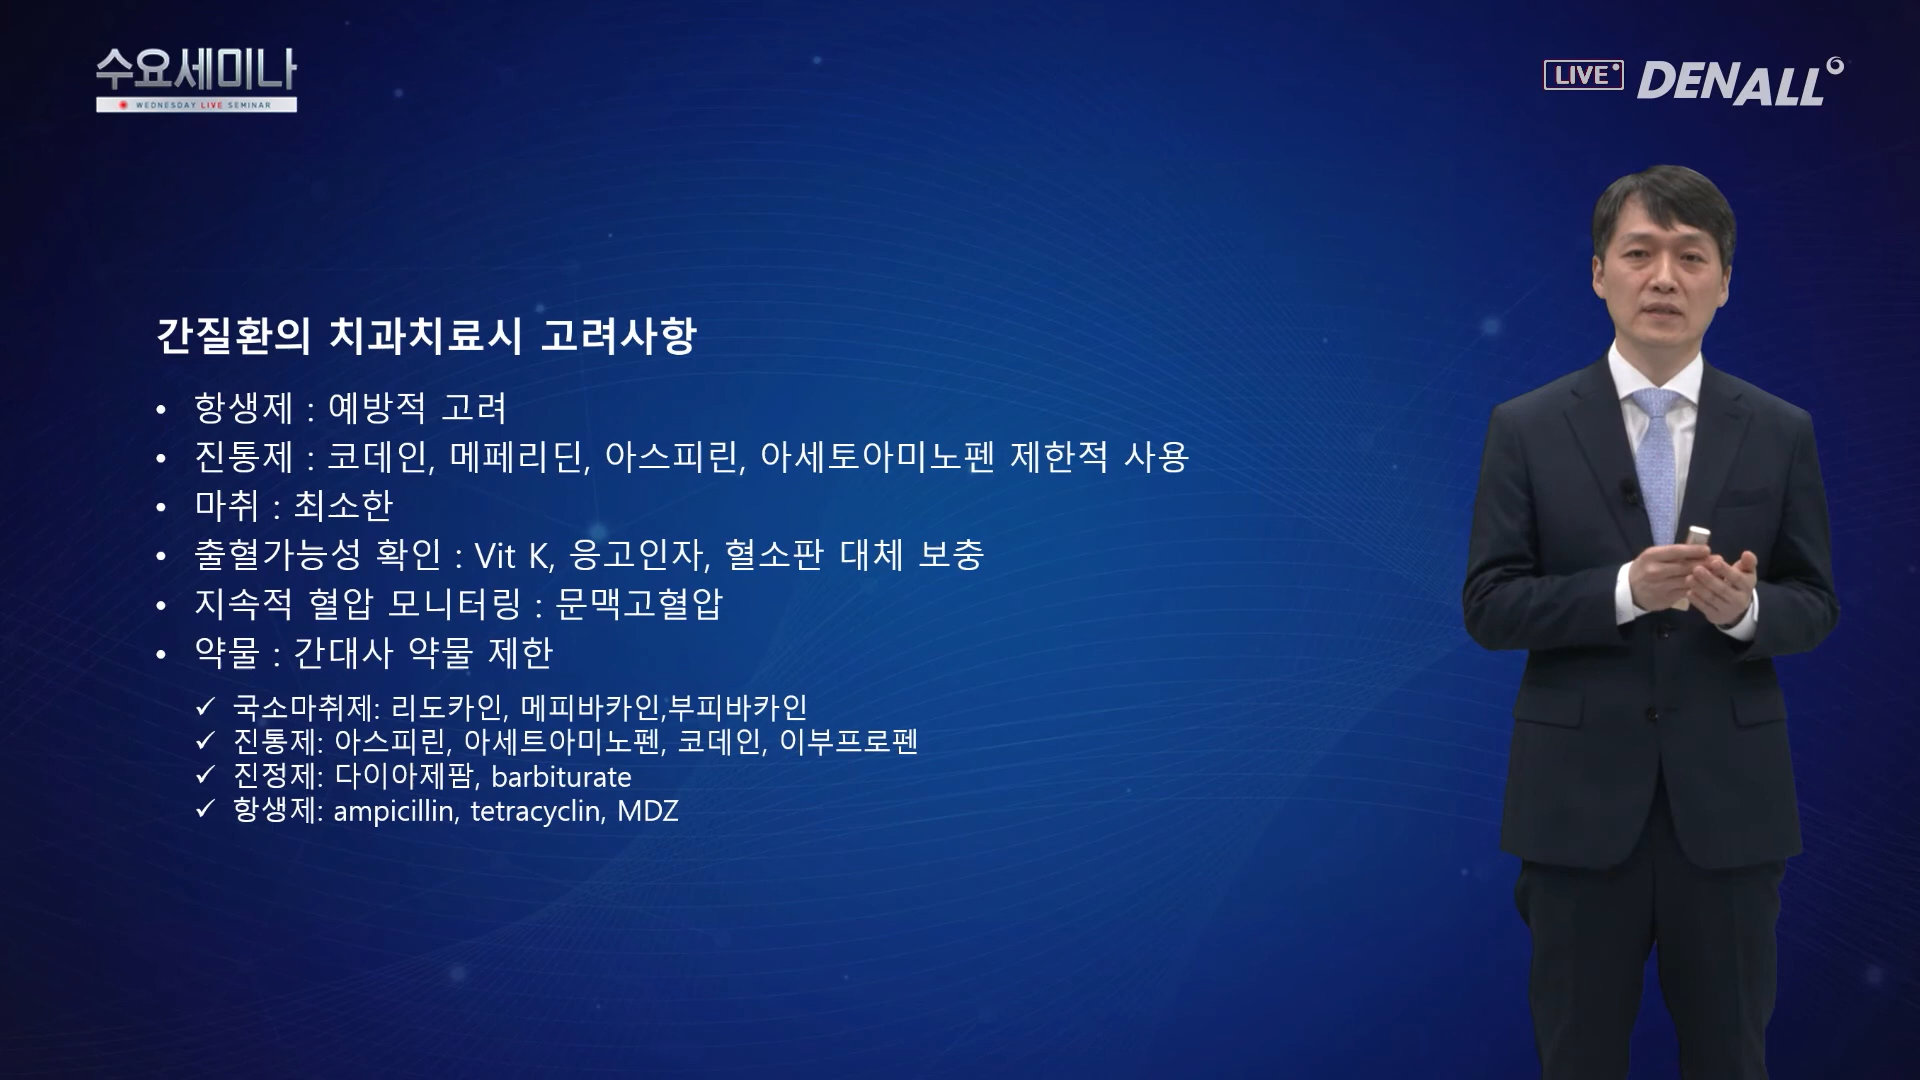 수요세미나
WEDNESDAY LIVE SEMINAR
LIVE
DENALL
간질환의 치과치료시 고려사항
• 항생제 : 예방적 고려
• 진통제 : 코데인, 메페리딘, 아스피린, 아세토아미노펜 제한적 사용
• 마취 : 최소한
• 출혈가능성 확인 : Vit K, 응고인자, 혈소판 대체 보충
• 지속적 혈압 모니터링 : 문맥고혈압
• 약물 : 간대사 약물 제한
✓ 국소마취제: 리도카인, 메피바카인,부피바카인
✓ 진통제: 아스피린, 아세트아미노펜, 코데인, 이부프로펜
✓ 진정제: 다이아제팜, barbiturate
✓ 항생제: ampicillin, tetracyclin, MDZ